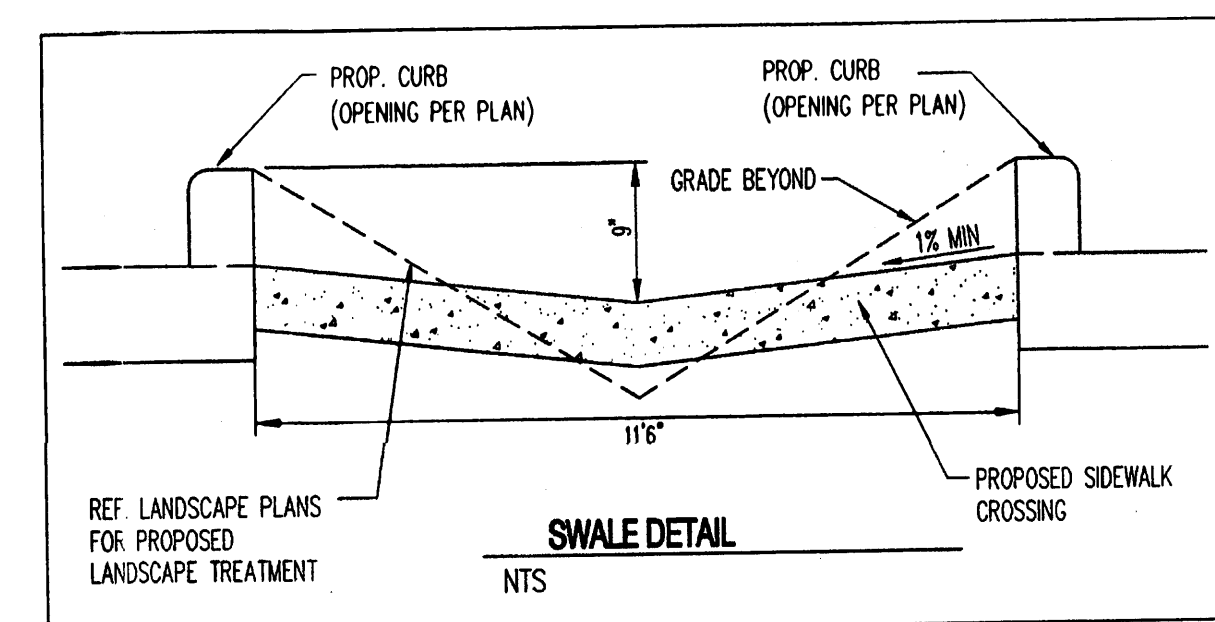 PROP. CURB
(OPENING PER PLAN)
PROP. CURB
(OPENING PER PLAN)
GRADE BEYOND
9"
1% MIN
11'6"
REF. LANDSCAPE PLANS
FOR PROPOSED
LANDSCAPE TREATMENT
PROPOSED SIDEWALK
CROSSING
SWALE DETAIL
NTS